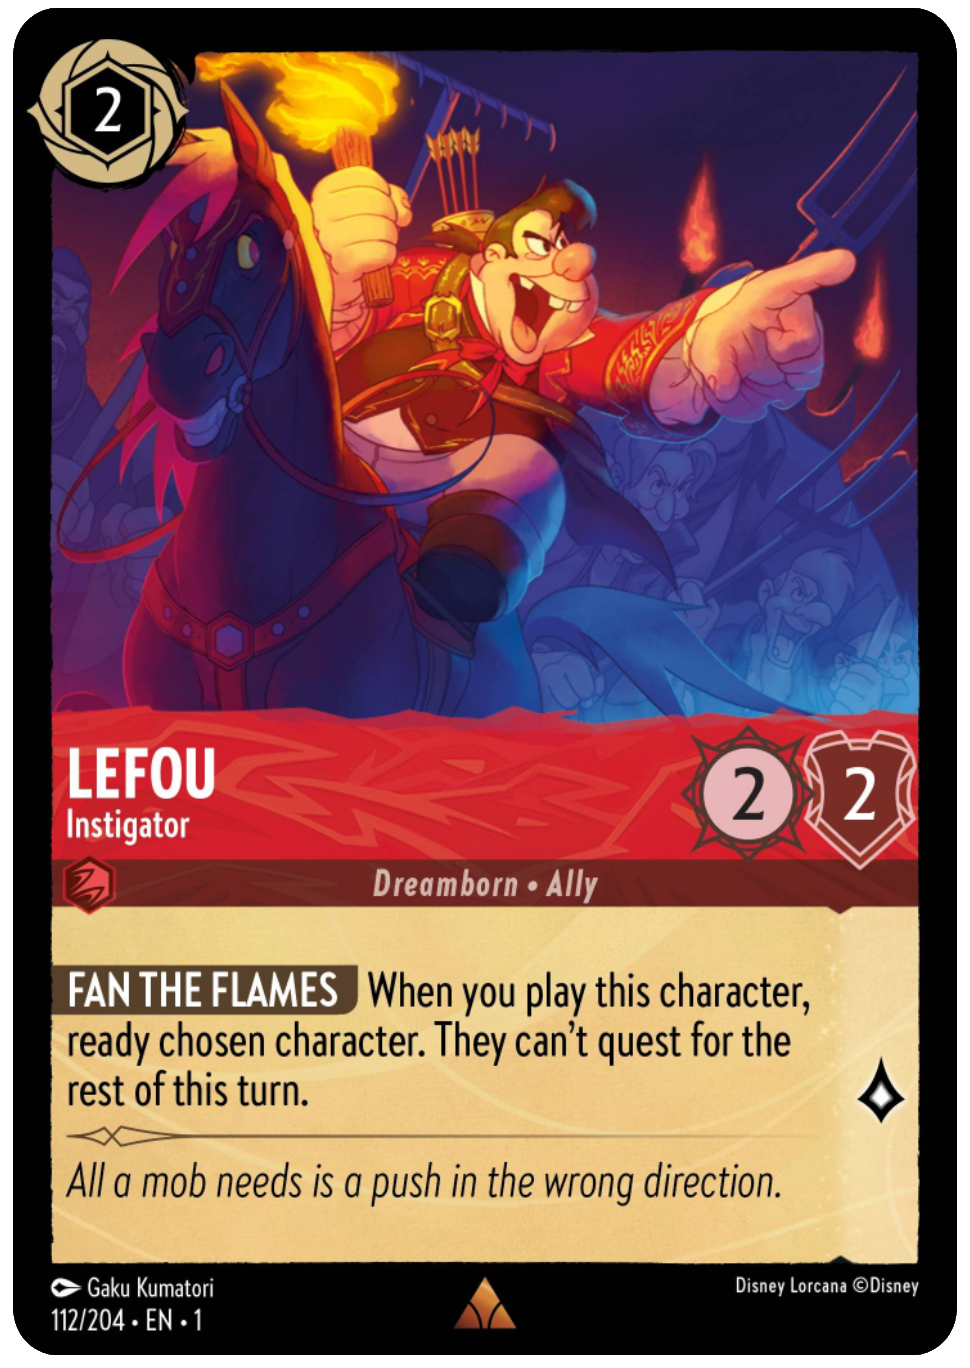 2
LEFOU
Instigator
2 2
Dreamborn • Ally
FAN THE FLAMES When you play this character,
ready chosen character. They can’t quest for the
rest of this turn.
All a mob needs is a push in the wrong direction.
Gaku Kumatori
Disney Lorcana ©Disney
112/204 • EN • 1